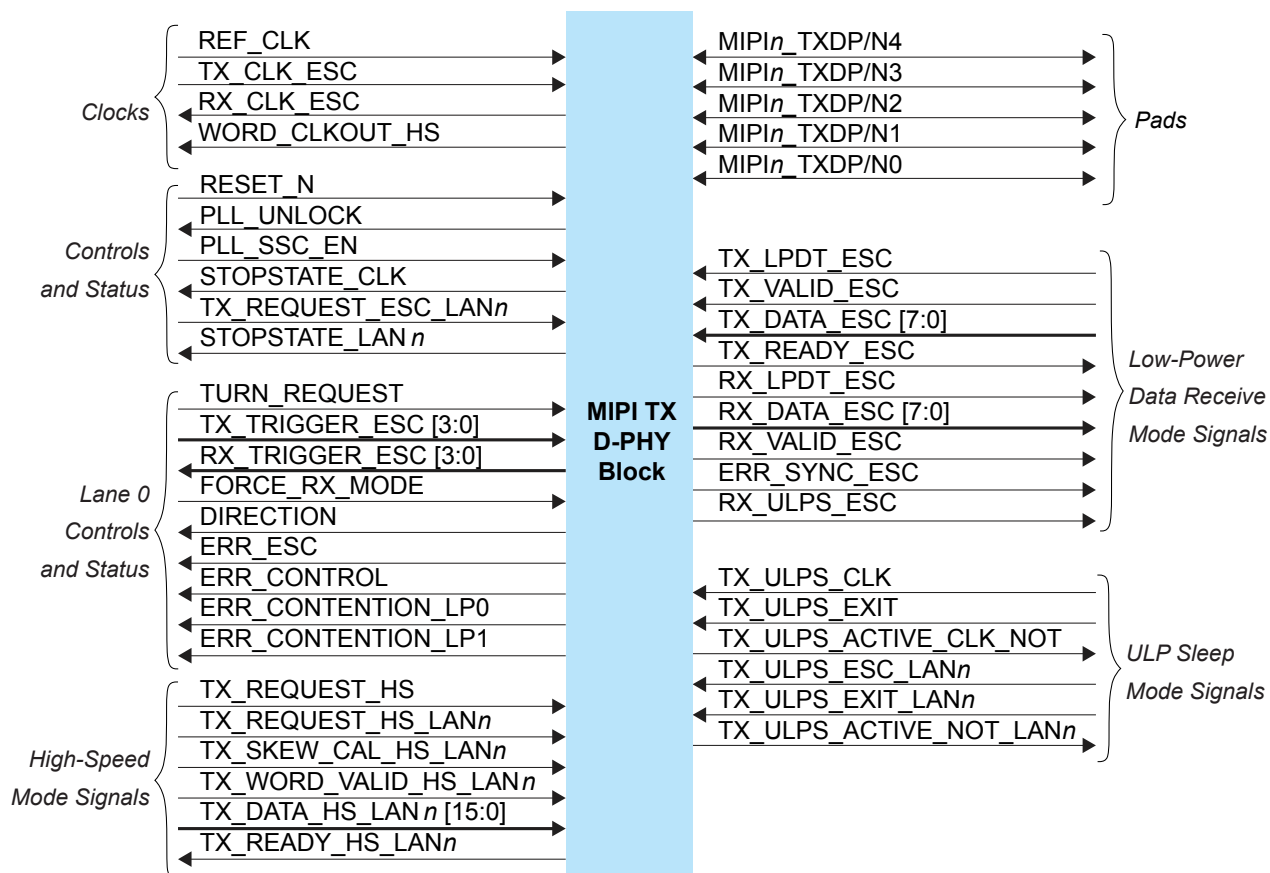 Clocks
REF_CLK
TX_CLK_ESC
RX_CLK_ESC
WORD_CLKOUT_HS
Controls
and Status
RESET_N
PLL_UNLOCK
PLL_SSC_EN
STOPSTATE_CLK
TX_REQUEST_ESC_LANn
STOPSTATE_LAN n
Lane 0
Controls
and Status
TURN_REQUEST
TX_TRIGGER_ESC [3:0]
RX_TRIGGER_ESC [3:0]
FORCE_RX_MODE
DIRECTION
ERR_ESC
ERR_CONTROL
ERR_CONTENTION_LP0
ERR_CONTENTION_LP1
High-Speed
Mode Signals
TX_REQUEST_HS
TX_REQUEST_HS_LANn
TX_SKEW_CAL_HS_LANn
TX_WORD_VALID_HS_LANn
TX_DATA_HS_LAN n [15:0]
TX_READY_HS_LANn
MIPI TX
D-PHY
Block
MIPIn_TXDP/N4
MIPIn_TXDP/N3
MIPIn_TXDP/N2
MIPIn_TXDP/N1
MIPIn_TXDP/N0
Pads
TX_LPDT_ESC
TX_VALID_ESC
TX_DATA_ESC [7:0]
TX_READY_ESC
RX_LPDT_ESC
RX_DATA_ESC [7:0]
RX_VALID_ESC
ERR_SYNC_ESC
RX_ULPS_ESC
Low-Power
Data Receive
Mode Signals
TX_ULPS_CLK
TX_ULPS_EXIT
TX_ULPS_ACTIVE_CLK_NOT
TX_ULPS_ESC_LANn
TX_ULPS_EXIT_LANn
TX_ULPS_ACTIVE_NOT_LANn
ULP Sleep
Mode Signals